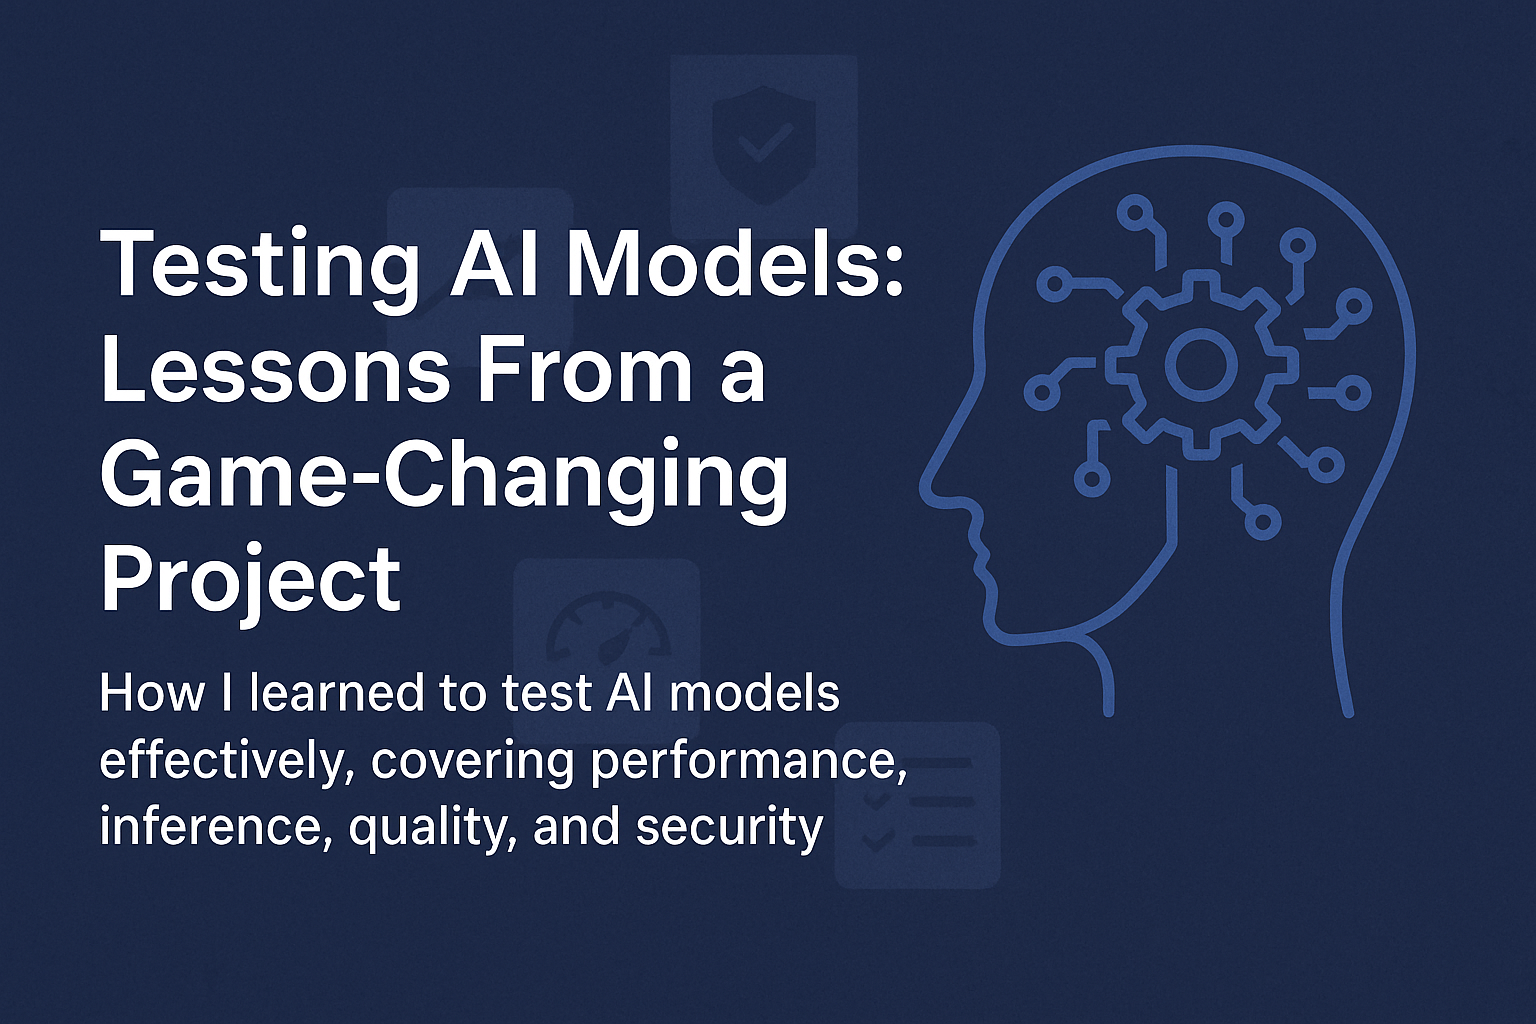 Testing AI Models:
Lessons From a
Game-Changing
Project
How I learned to test AI models
effectively, covering performance,
inference, quality, and security